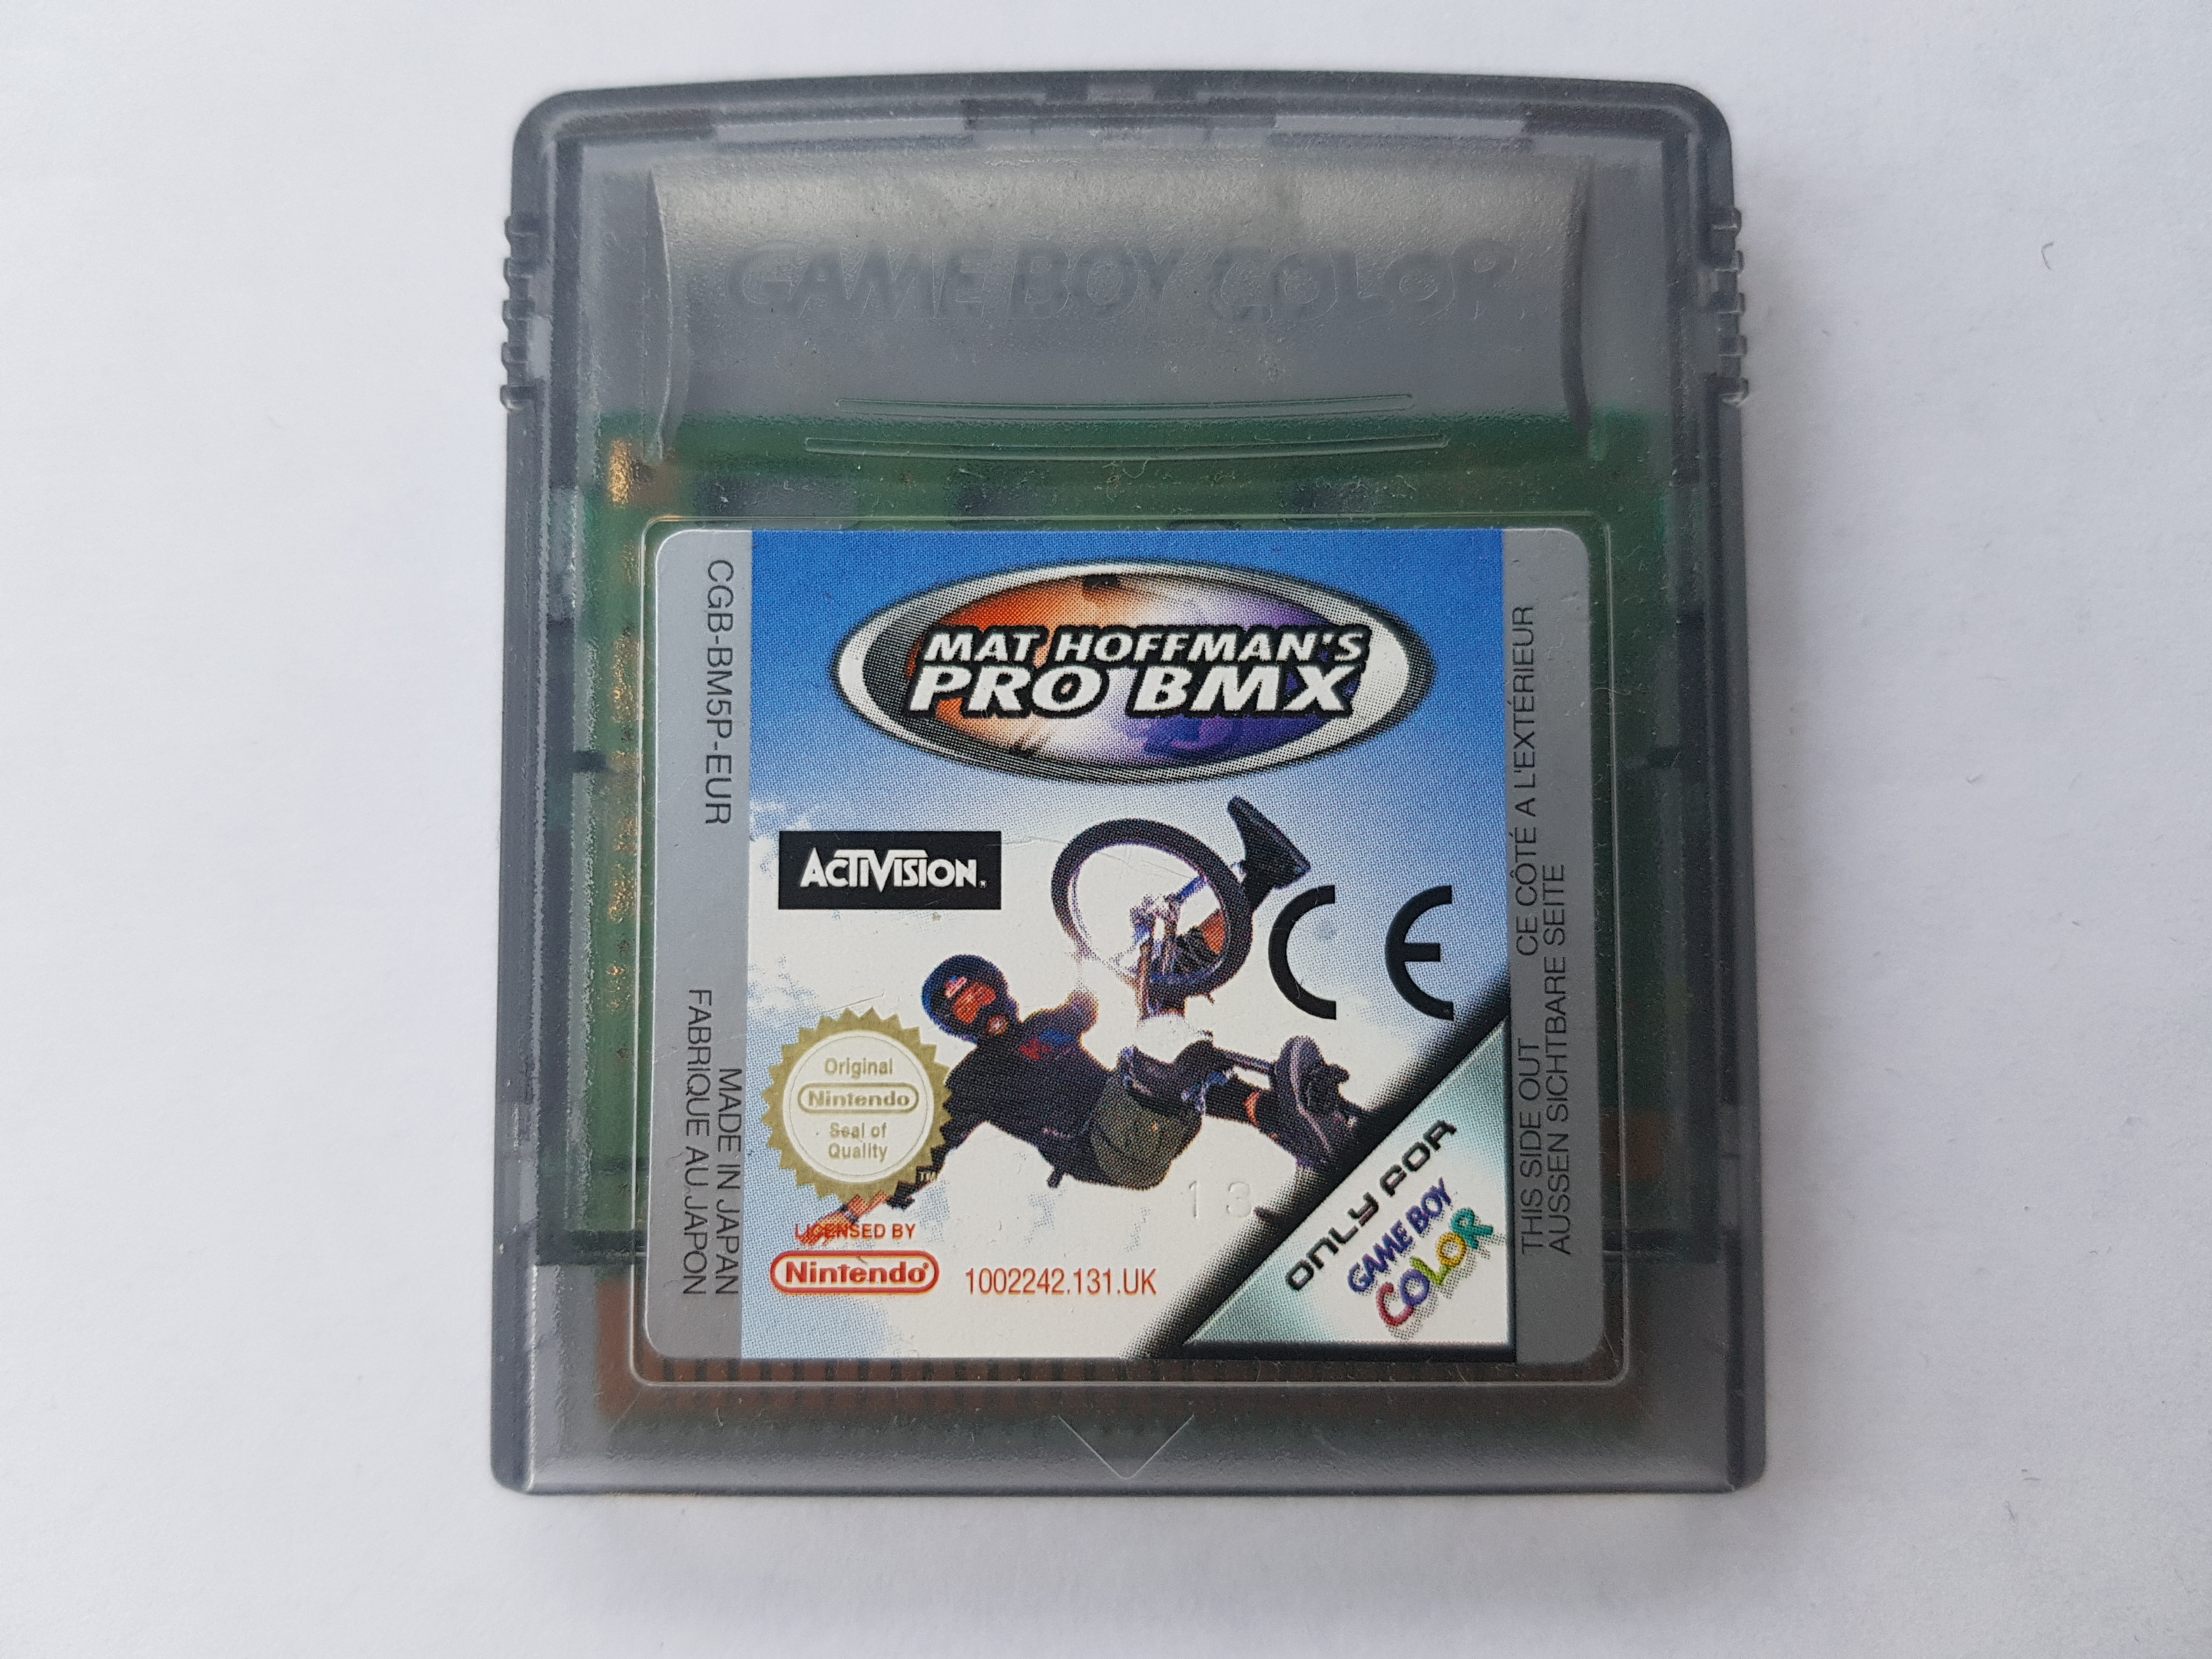 GAME BOY COLOR
MAT HOFFMAN'S
PRO BMX
CGB-BM5P-EUR
MADE IN JAPAN
FABRIQUE AU JAPON
ACTIVISION.
CE
Original
Nintendo
Seal of
Quality
TM
LICENSED BY
Nintendo®
1002242.131.UK
13
ONLY FOR
GAME BOY
COLOR
THIS SIDE OUT CE CÔTÉ A L'EXTÉRIEUR
AUSSEN SICHTBARE SEITE